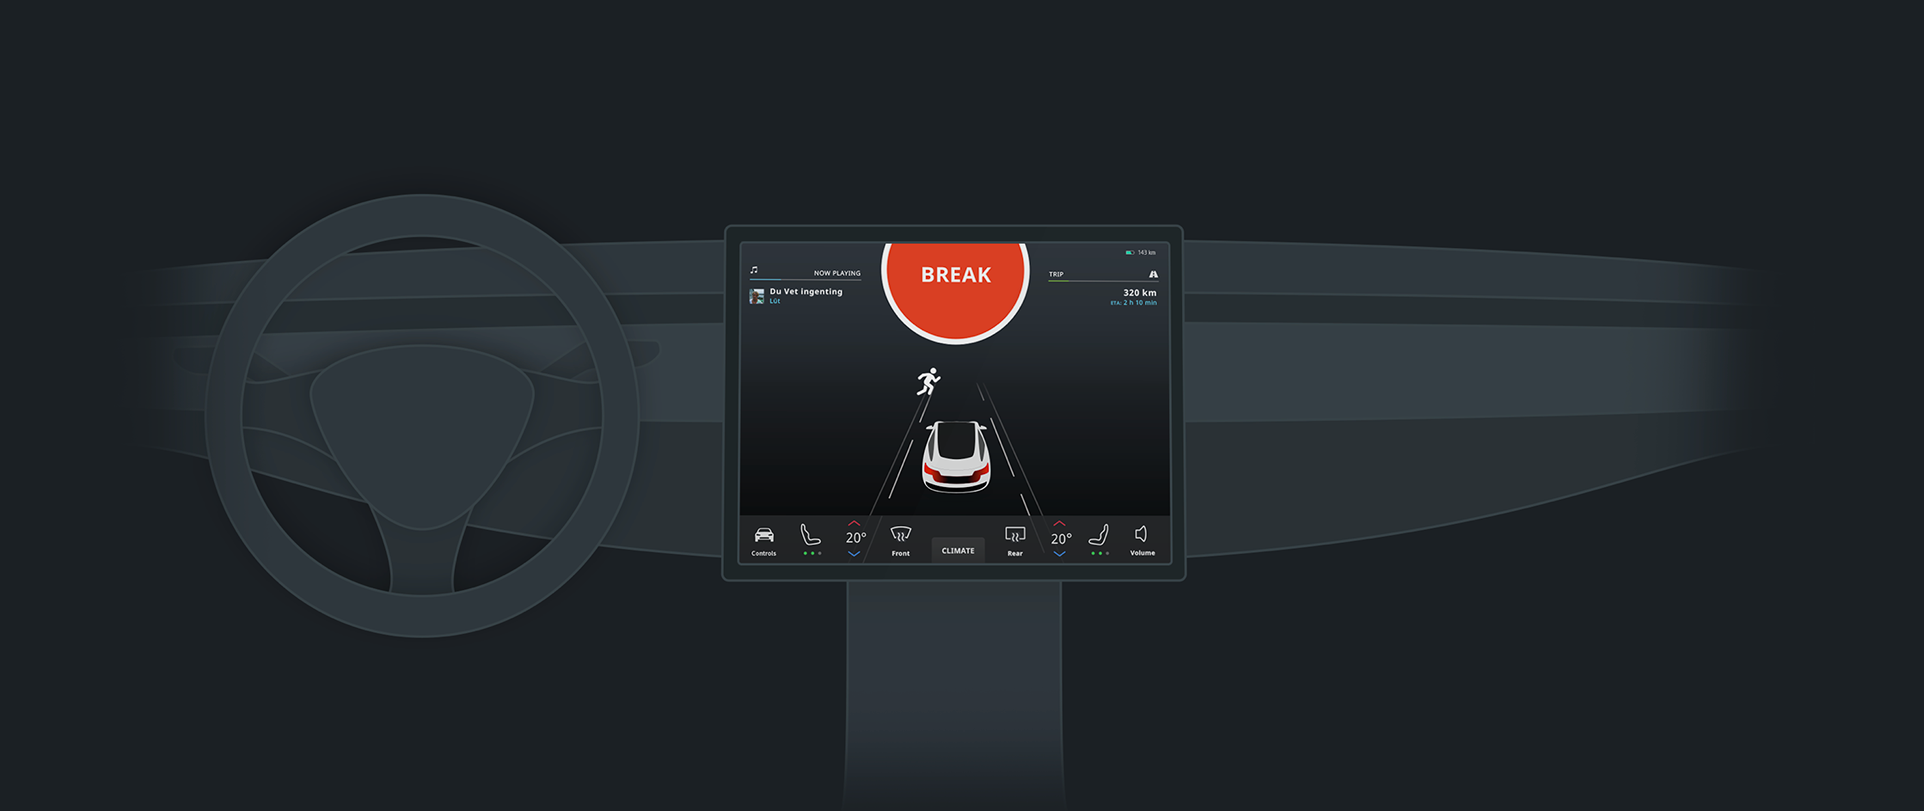 143 km
NOW PLAYING
BREAK
TRIP
Du Vet ingenting
Lüt
320 km
ETA: 2 h 10 min
20°
20°
Controls
Front
CLIMATE
Rear
Volume